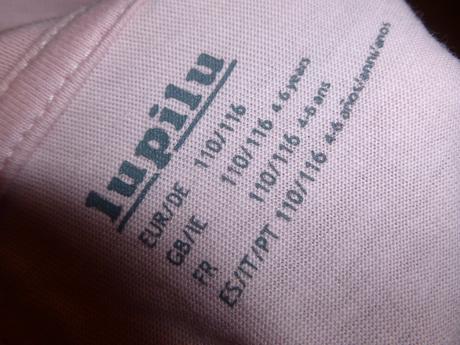 lupilu
EUR/DE 110/116
GB/IE 110/116 4-6 years
FR 110/116 4-6 ans
ES/IT/PT 110/116 4-6 años/anni/anos